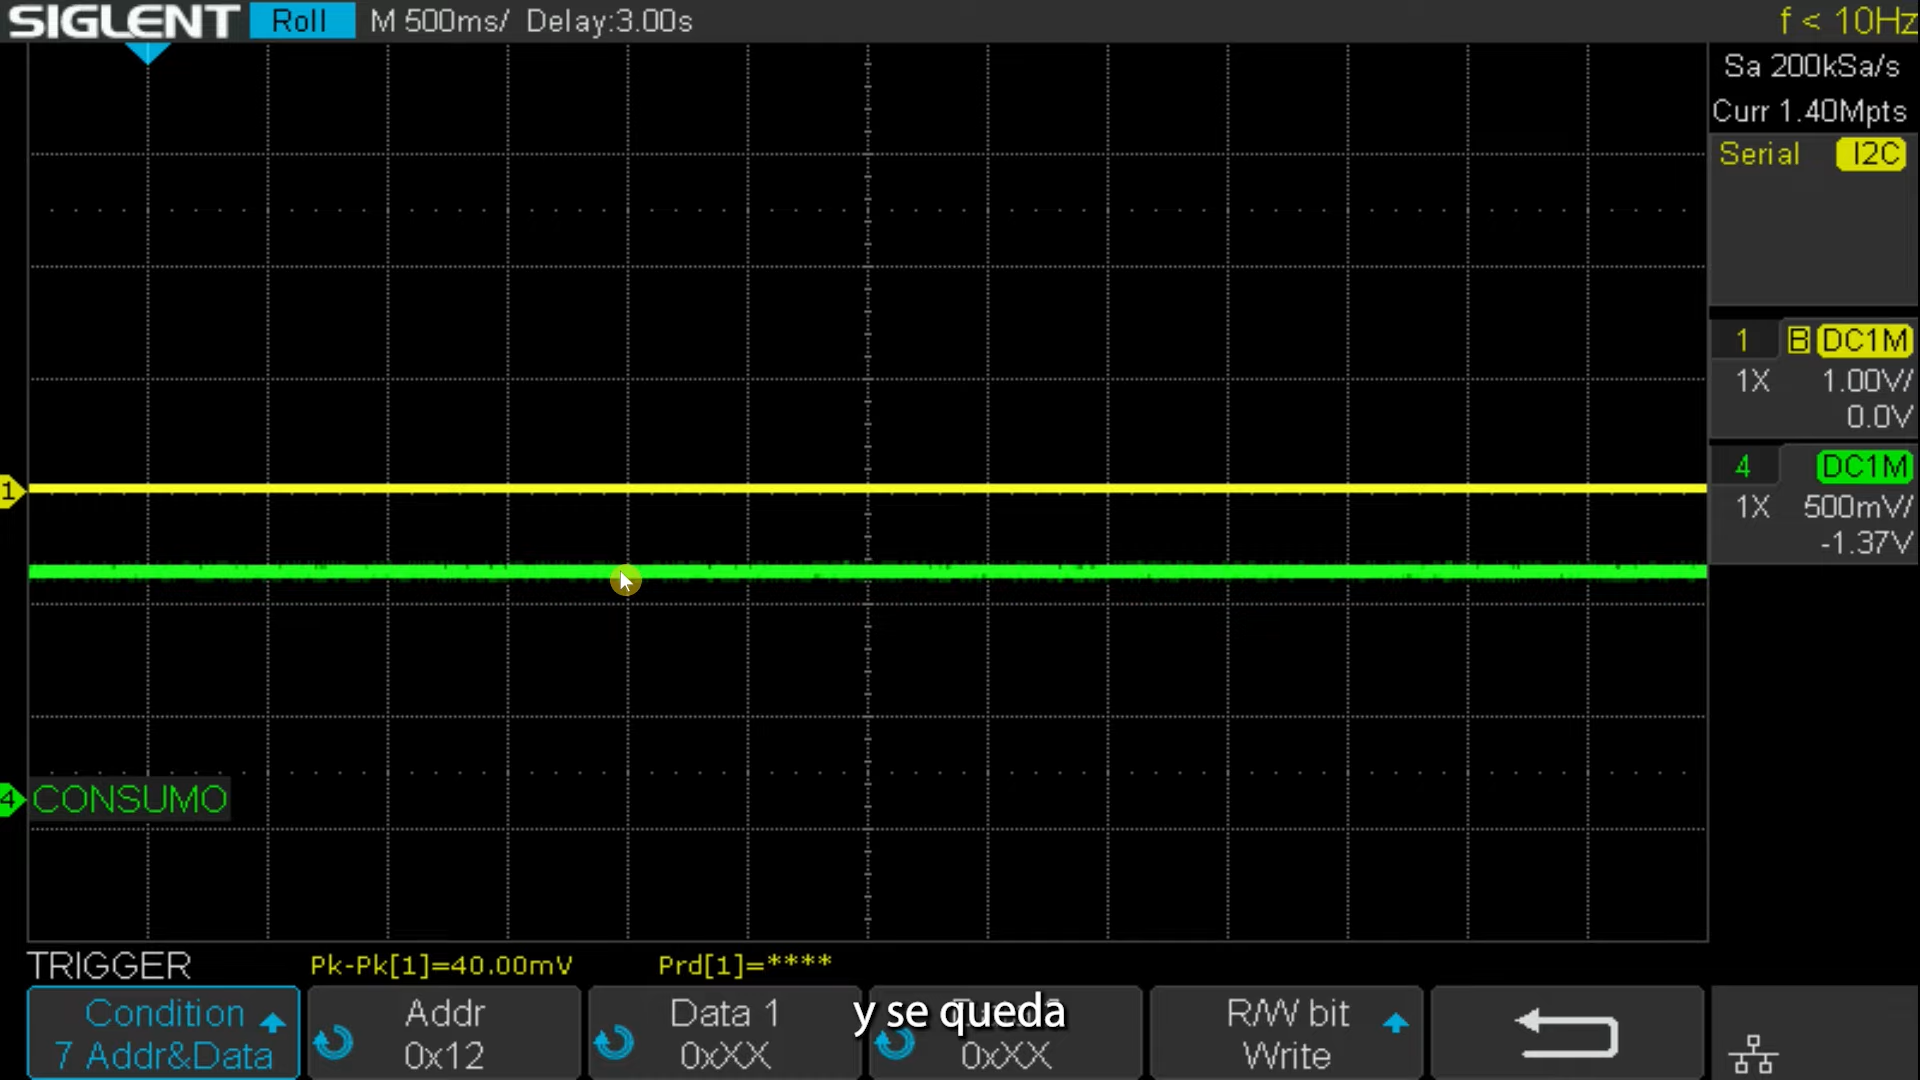 SIGLENT Roll M 500ms/ Delay:3.00s f < 10Hz
Sa 200kSa/s
Curr 1.40Mpts
Serial I2C
1 B DC1M
1X 1.00V/
0.0V
4 DC1M
1X 500mV/
-1.37V
1
4 CONSUMO
TRIGGER Pk-Pk[1]=40.00mV Prd[1]=****
Condition Addr Data 1 R/W bit
7 Addr&Data 0x12 0xXX 0xXX Write
y se queda